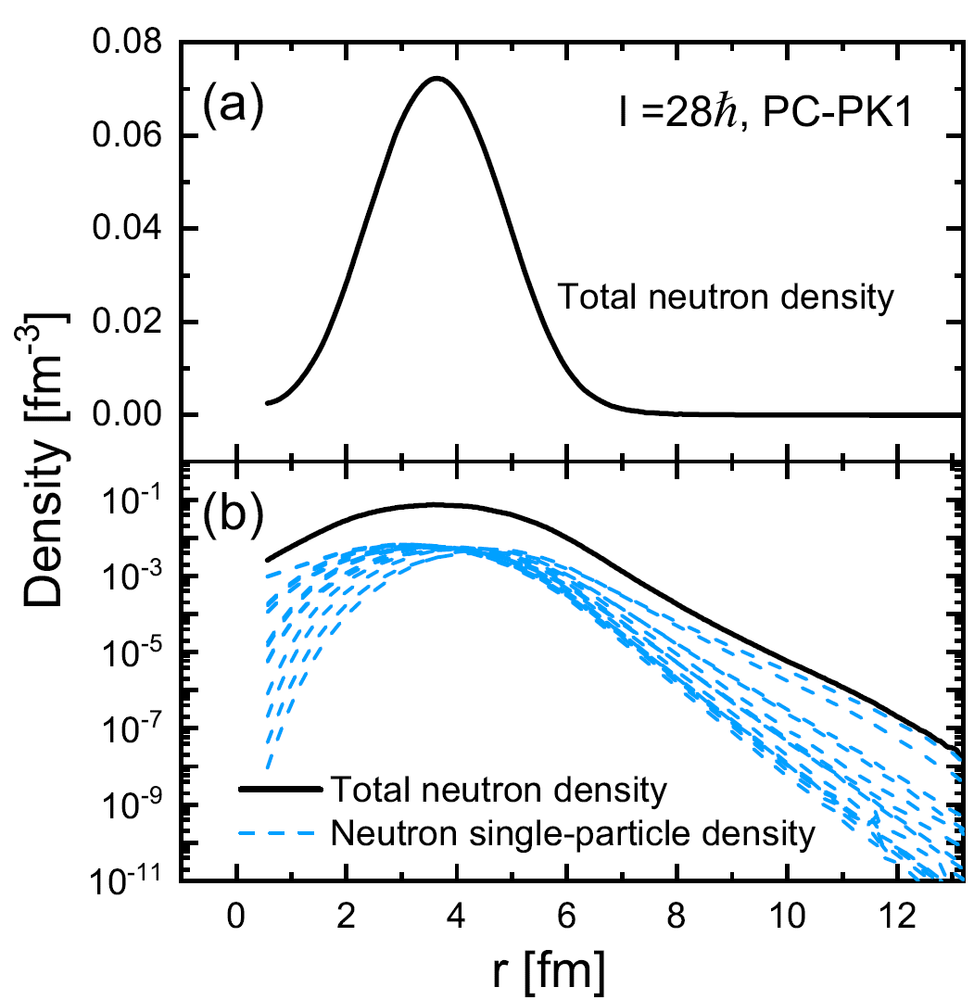 0.08
(a)
I =28ℏ, PC-PK1
0.06
0.04
Total neutron density
0.02
0.00
Density [fm⁻³]
10⁻¹
(b)
10⁻³
10⁻⁵
10⁻⁷
Total neutron density
10⁻⁹
Neutron single-particle density
10⁻¹¹
0 2 4 6 8 10 12
r [fm]